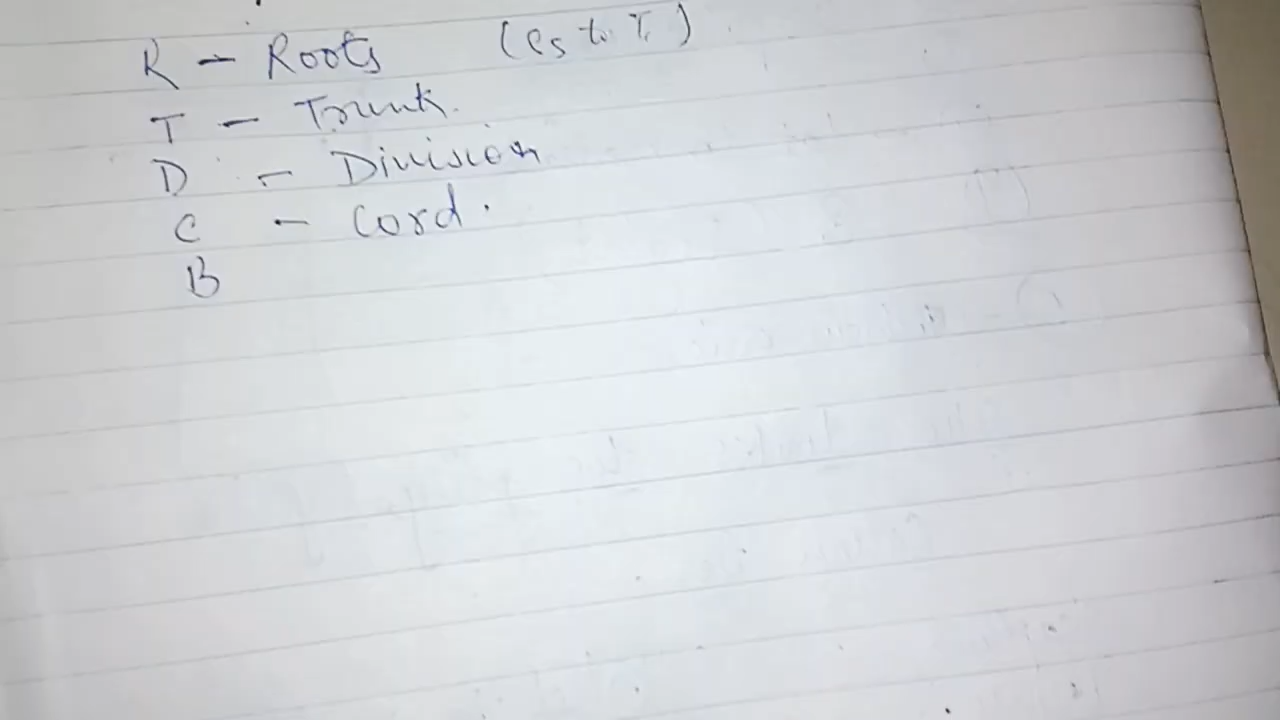 R - Roots (C5 to T1)
T - Trunk.
D - Division
C - Cord.
B